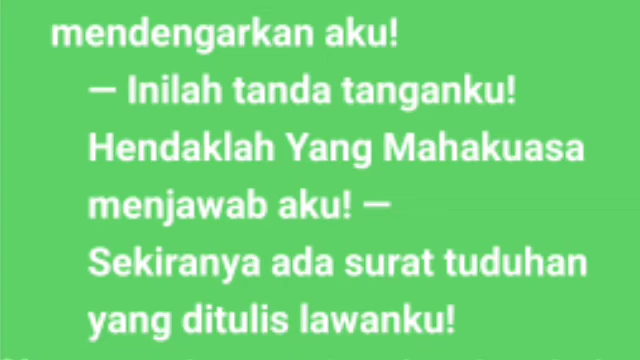 mendengarkan aku!
— Inilah tanda tanganku!
Hendaklah Yang Mahakuasa
menjawab aku! —
Sekiranya ada surat tuduhan
yang ditulis lawanku!